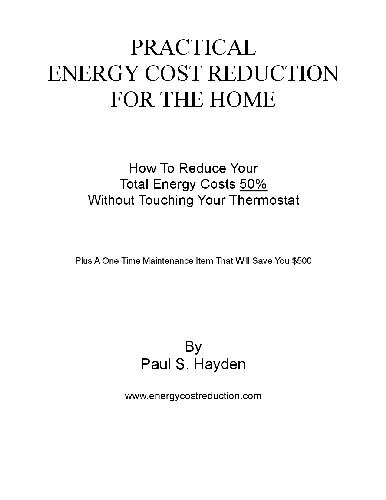 PRACTICAL
ENERGY COST REDUCTION
FOR THE HOME
How To Reduce Your
Total Energy Costs 50%
Without Touching Your Thermostat
Plus A One Time Maintenance Item That Will Save You $500
By
Paul S. Hayden
www.energycostreduction.com